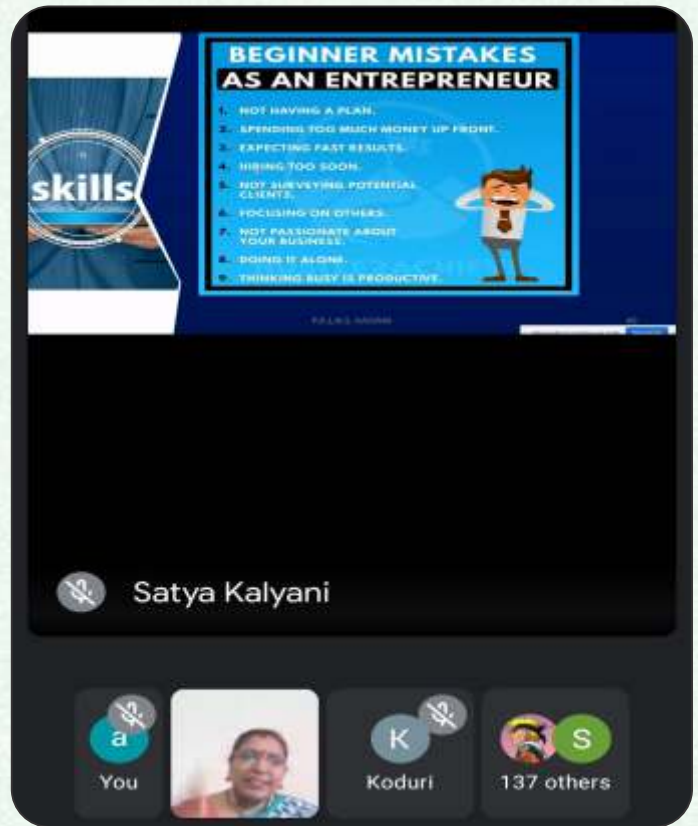 BEGINNER MISTAKES
AS AN ENTREPRENEUR
1. NOT HAVING A PLAN.
2. SPENDING TOO MUCH MONEY UP FRONT.
3. EXPECTING FAST RESULTS.
4. HIRING TOO SOON.
5. NOT SURVEYING POTENTIAL
CLIENTS.
6. FOCUSING ON OTHERS.
7. NOT PASSIONATE ABOUT
YOUR BUSINESS.
8. DOING IT ALONE.
9. THINKING BUSY IS PRODUCTIVE.
skills
Satya Kalyani
a
You
K
Koduri
S
137 others